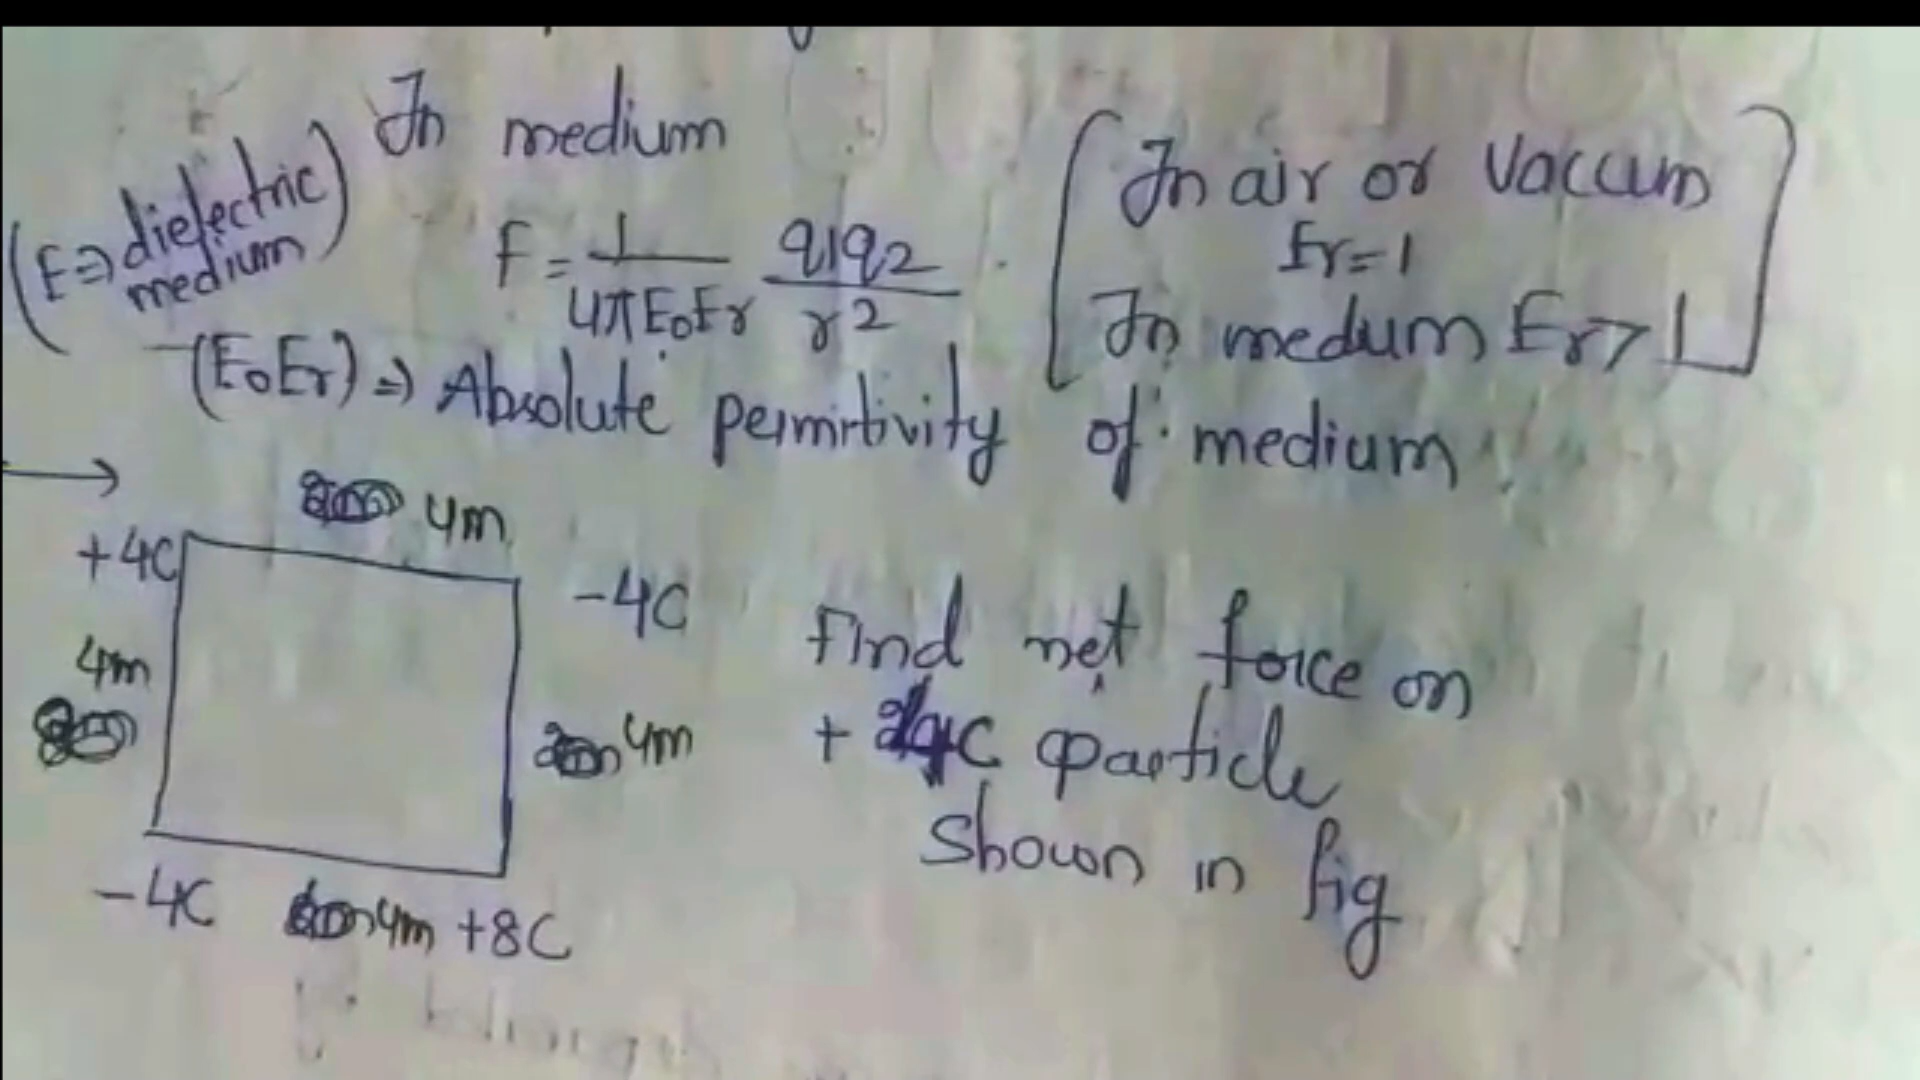 In medium
(E=) dielectric medium)
F = 1/4πE0Er q1q2/r2
[In air or Vaccum
Er=1
In medum Er>1]
(E0Er) => Absolute permitivity of medium
→
4m
+4C
-4C
4m
4m
-4C
4m
+8C
Find net force on
+ 4C particle
Shown in fig